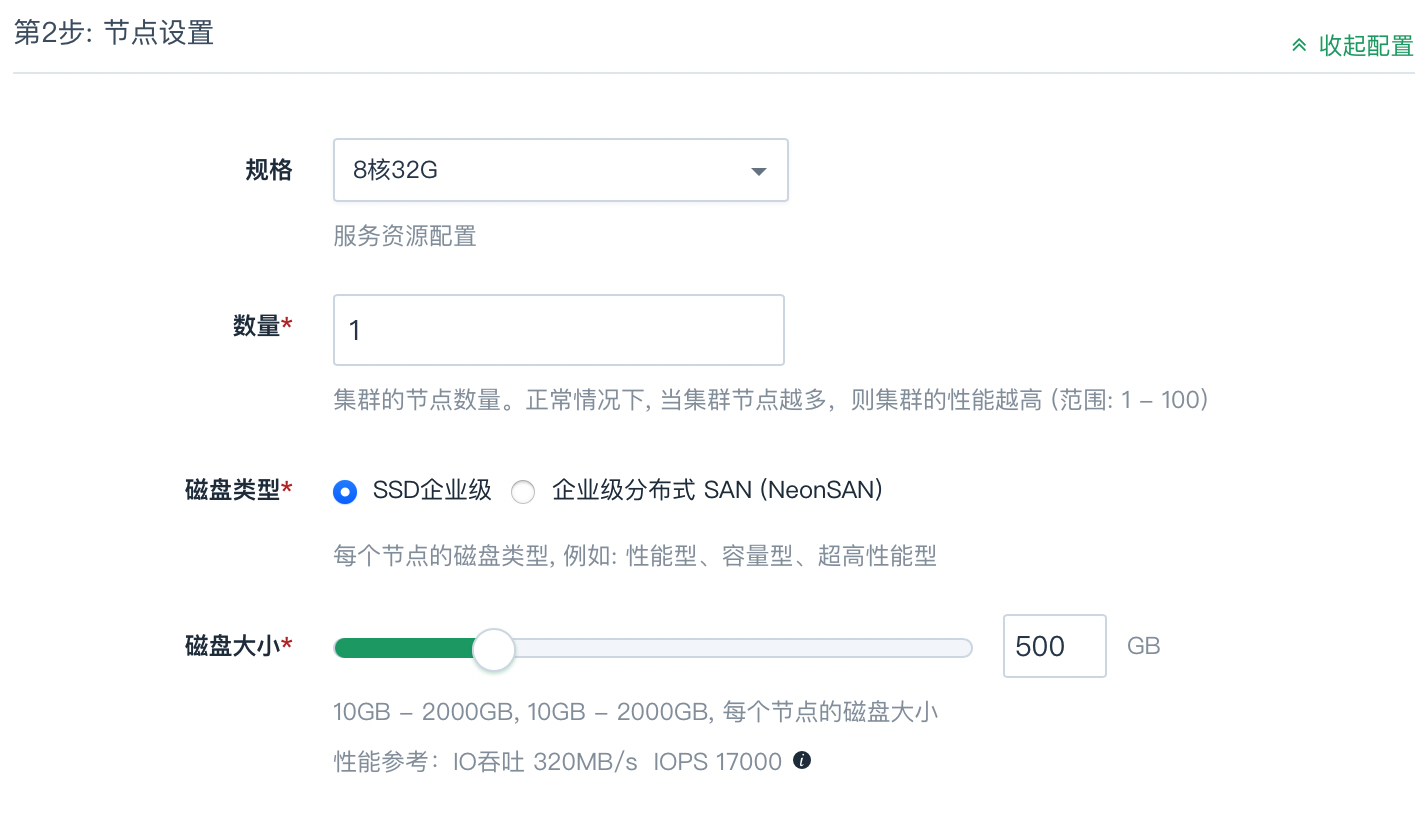 第2步: 节点设置
收起配置
规格
8核32G
服务资源配置
数量*
1
集群的节点数量。正常情况下, 当集群节点越多，则集群的性能越高 (范围: 1 – 100)
磁盘类型*
SSD企业级
企业级分布式 SAN (NeonSAN)
每个节点的磁盘类型, 例如: 性能型、容量型、超高性能型
磁盘大小*
500
GB
10GB – 2000GB, 10GB – 2000GB, 每个节点的磁盘大小
性能参考：IO吞吐 320MB/s  IOPS 17000